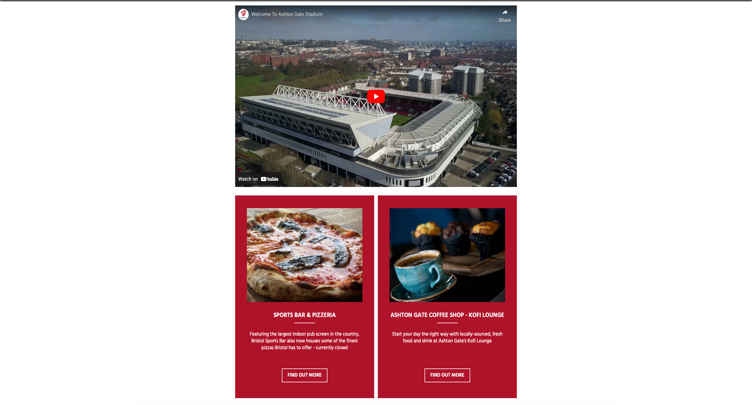 Welcome To Ashton Gate Stadium
Share
Watch on YouTube
SPORTS BAR & PIZZERIA
Featuring the largest indoor pub screen in the country,
Bristol Sports Bar also now houses some of the finest
pizzas Bristol has to offer - currently closed
FIND OUT MORE
ASHTON GATE COFFEE SHOP - KOFI LOUNGE
Start your day the right way with locally-sourced, fresh
food and drink at Ashton Gate's Kofi Lounge
FIND OUT MORE